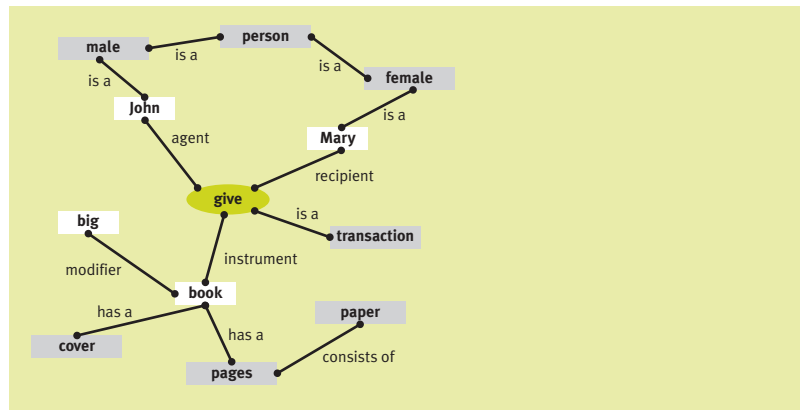 person
male
is a
is a
female
is a
John
is a
agent
Mary
recipient
give
is a
big
transaction
instrument
modifier
book
has a
paper
has a
cover
consists of
pages